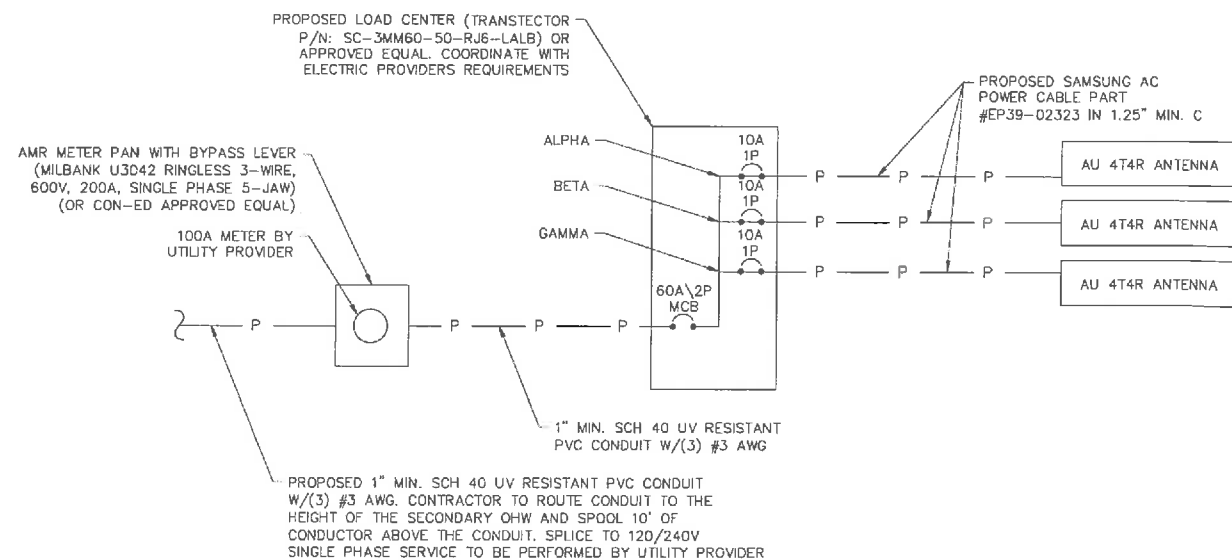 PROPOSED LOAD CENTER (TRANSTECTOR
P/N: SC-3MM60-50-RJ6-LALB) OR
APPROVED EQUAL. COORDINATE WITH
ELECTRIC PROVIDERS REQUIREMENTS
PROPOSED SAMSUNG AC
POWER CABLE PART
#EP39-02323 IN 1.25" MIN. C
AMR METER PAN WITH BYPASS LEVER
(MILBANK U3042 RINGLESS 3-WIRE,
600V, 200A, SINGLE PHASE 5-JAW)
(OR CON-ED APPROVED EQUAL)
100A METER BY
UTILITY PROVIDER
ALPHA
10A
1P
P P P
AU 4T4R ANTENNA
BETA
10A
1P
P P P
AU 4T4R ANTENNA
GAMMA
10A
1P
P P P
AU 4T4R ANTENNA
60A\2P
MCB
P P P P
1" MIN. SCH 40 UV RESISTANT
PVC CONDUIT W/(3) #3 AWG
PROPOSED 1" MIN. SCH 40 UV RESISTANT PVC CONDUIT
W/(3) #3 AWG. CONTRACTOR TO ROUTE CONDUIT TO THE
HEIGHT OF THE SECONDARY OHW AND SPOOL 10' OF
CONDUCTOR ABOVE THE CONDUIT. SPLICE TO 120/240V
SINGLE PHASE SERVICE TO BE PERFORMED BY UTILITY PROVIDER